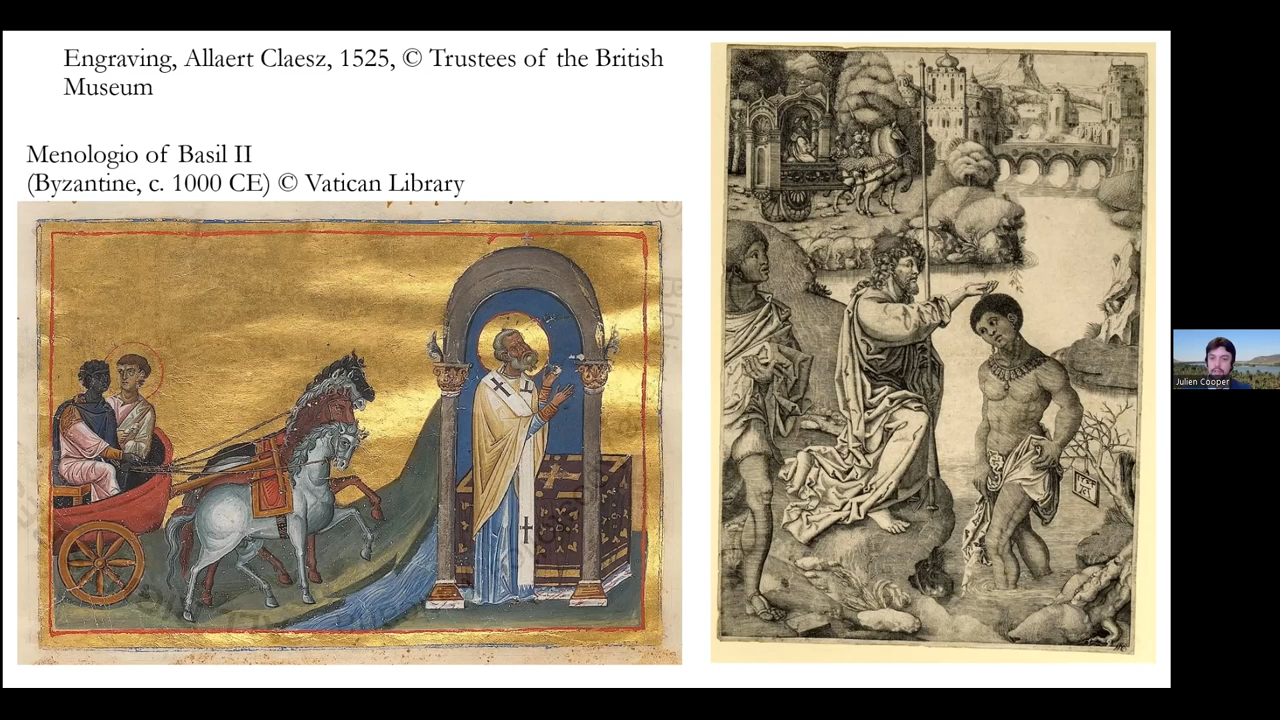 Engraving, Allaert Claesz, 1525, © Trustees of the British
Museum
Menologio of Basil II
(Byzantine, c. 1000 CE) © Vatican Library
Julien Cooper